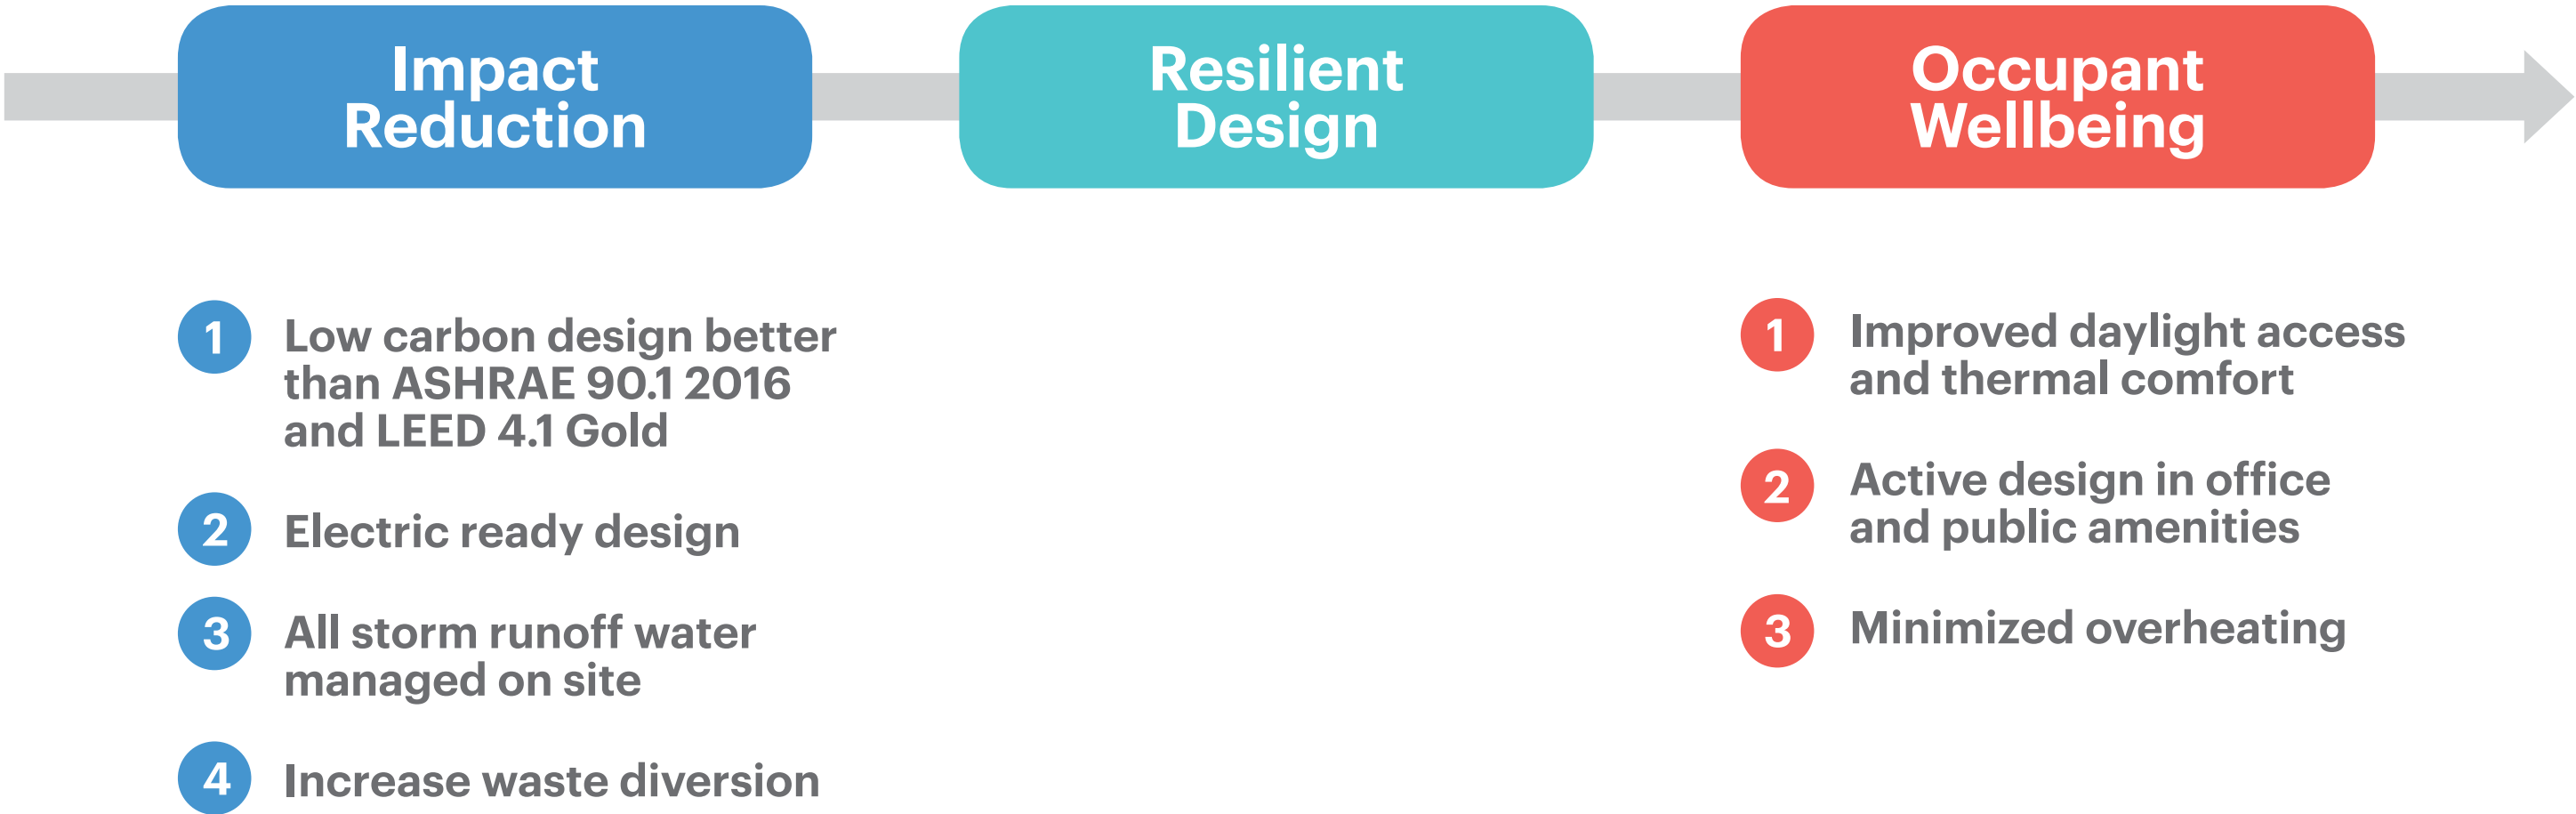 Impact
Reduction
Resilient
Design
Occupant
Wellbeing
1 Low carbon design better
than ASHRAE 90.1 2016
and LEED 4.1 Gold
2 Electric ready design
3 All storm runoff water
managed on site
4 Increase waste diversion
1 Improved daylight access
and thermal comfort
2 Active design in office
and public amenities
3 Minimized overheating